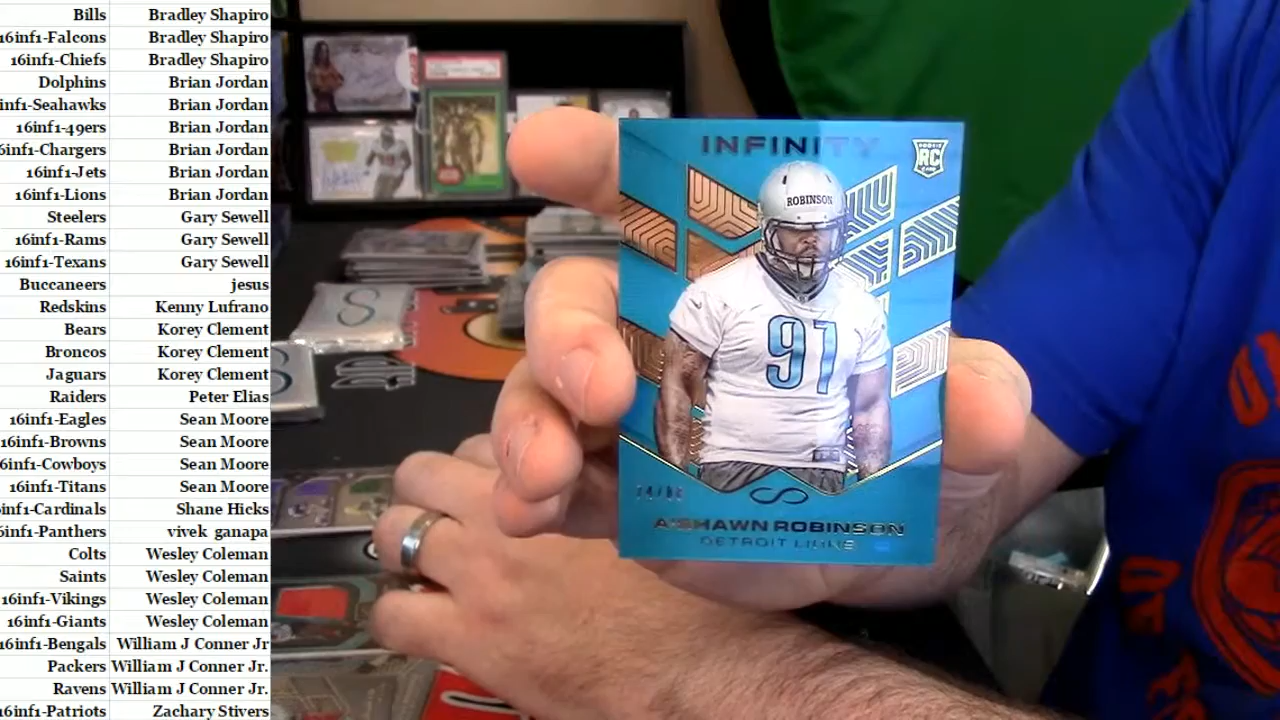 Bills Bradley Shapiro
16inf1-Falcons Bradley Shapiro
16inf1-Chiefs Bradley Shapiro
Dolphins Brian Jordan
inf1-Seahawks Brian Jordan
16inf1-49ers Brian Jordan
6inf1-Chargers Brian Jordan
16inf1-Jets Brian Jordan
16inf1-Lions Brian Jordan
Steelers Gary Sewell
16inf1-Rams Gary Sewell
16inf1-Texans Gary Sewell
Buccaneers jesus
Redskins Kenny Lufrano
Bears Korey Clement
Broncos Korey Clement
Jaguars Korey Clement
Raiders Peter Elias
16inf1-Eagles Sean Moore
16inf1-Browns Sean Moore
6inf1-Cowboys Sean Moore
16inf1-Titans Sean Moore
inf1-Cardinals Shane Hicks
6inf1-Panthers vivek ganapa
Colts Wesley Coleman
Saints Wesley Coleman
16inf1-Vikings Wesley Coleman
16inf1-Giants Wesley Coleman
16inf1-Bengals William J Conner Jr
Packers William J Conner Jr.
Ravens William J Conner Jr.
16inf1-Patriots Zachary Stivers
INFINITY
RC
ROBINSON
97
A'SHAWN ROBINSON
DETROIT LIONS